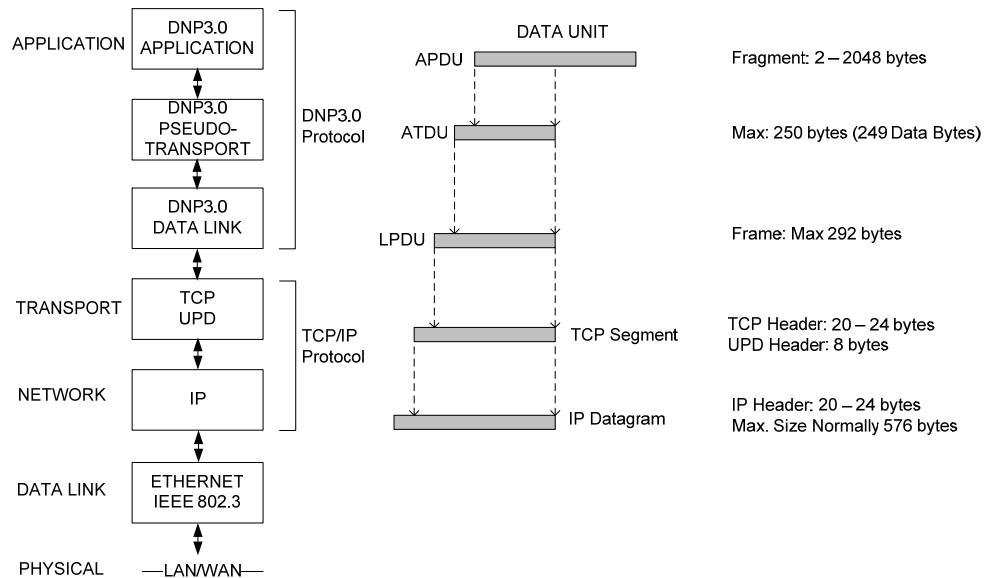 APPLICATION
DNP3.0
APPLICATION
DNP3.0
PSEUDO-
TRANSPORT
DNP3.0
DATA LINK
DNP3.0
Protocol
TRANSPORT
TCP
UPD
NETWORK
IP
TCP/IP
Protocol
DATA LINK
ETHERNET
IEEE 802.3
PHYSICAL
LAN/WAN
DATA UNIT
APDU
Fragment: 2 – 2048 bytes
ATDU
Max: 250 bytes (249 Data Bytes)
LPDU
Frame: Max 292 bytes
TCP Segment
TCP Header: 20 – 24 bytes
UPD Header: 8 bytes
IP Datagram
IP Header: 20 – 24 bytes
Max. Size Normally 576 bytes